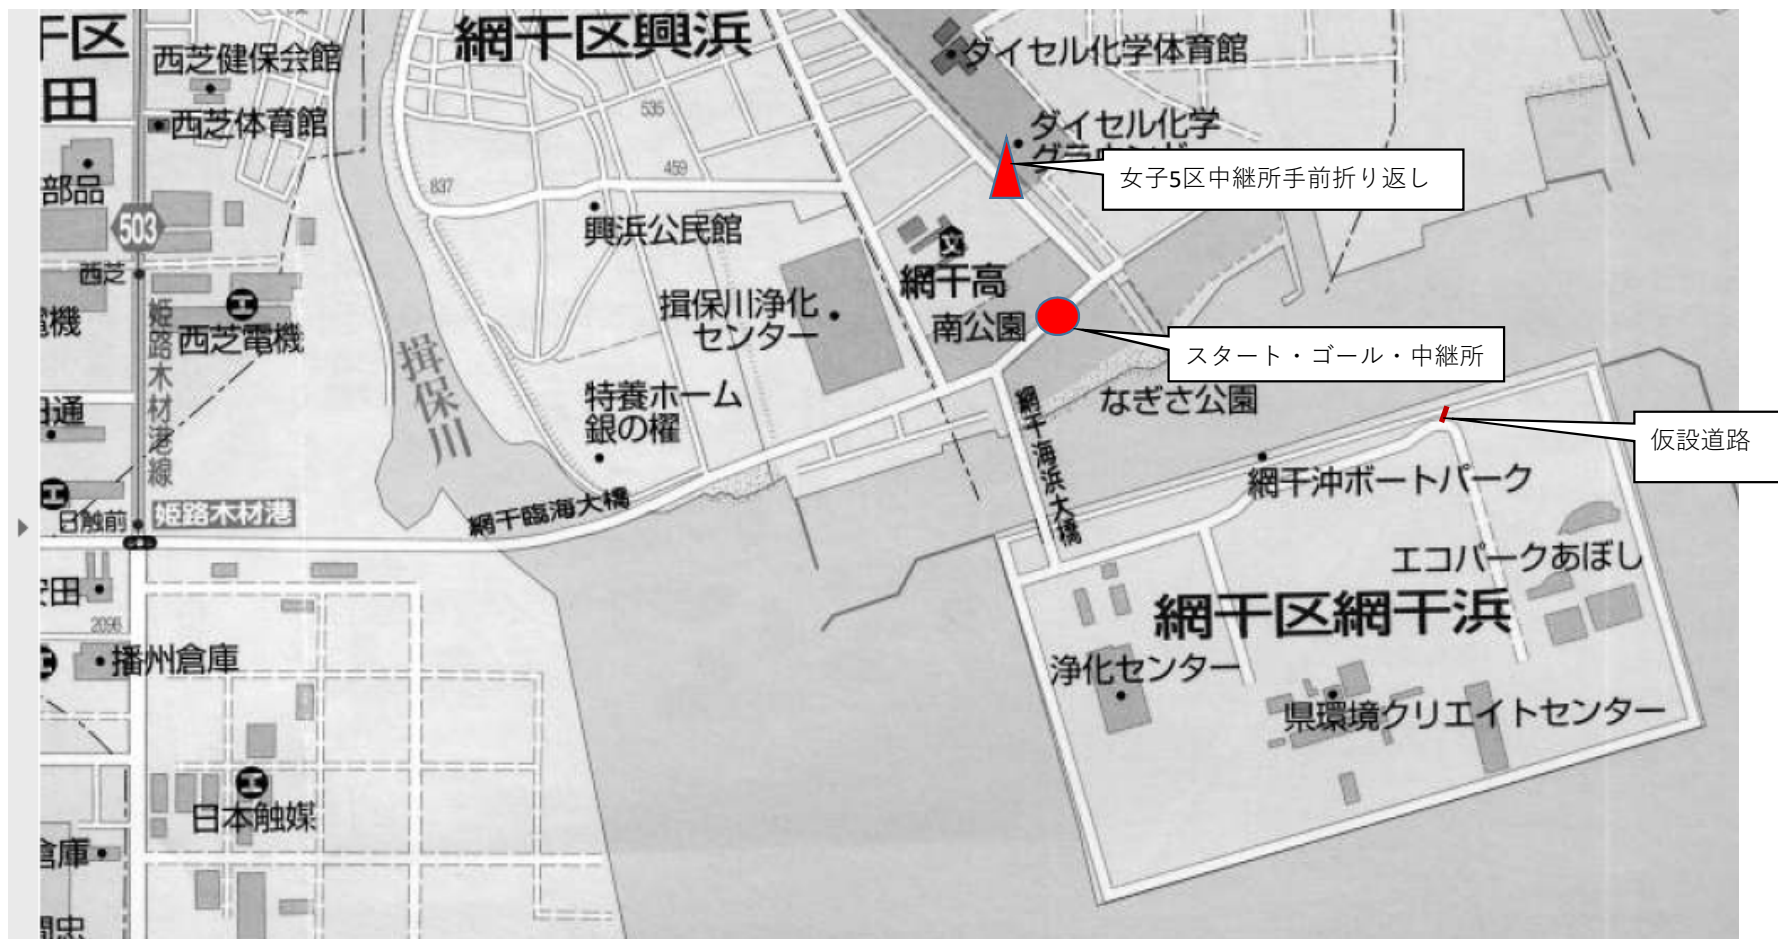 干区
網干区興浜
田
西芝健保会館
西芝体育館
ダイセル化学体育館
ダイセル化学
535
459
837
女子5区中継所手前折り返し
部品
503
西芝
興浜公民館
網干高
南公園
揖保川浄化
センター
西芝電機
姫路木材港線
揖保川
スタート・ゴール・中継所
特養ホーム
銀の櫂
網干海浜大橋
なぎさ公園
仮設道路
網干沖ボートパーク
日触前
姫路木材港
網干臨海大橋
エコパークあぼし
網干区網干浜
安田
2096
播州倉庫
浄化センター
県環境クリエイトセンター
日本触媒
倉庫